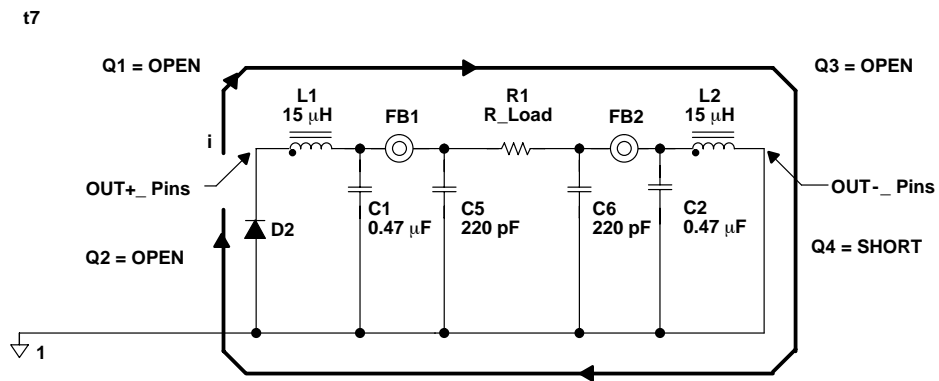 t7
Q1 = OPEN
Q3 = OPEN
L1
15 μH
FB1
R1
R_Load
FB2
L2
15 μH
i
OUT+_ Pins
OUT-_ Pins
C1
0.47 μF
C5
220 pF
C6
220 pF
C2
0.47 μF
D2
Q2 = OPEN
Q4 = SHORT
1